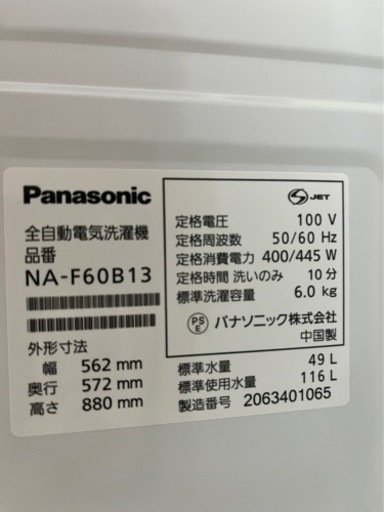 Panasonic
全自動電気洗濯機
品番
NA-F60B13
外形寸法
幅 562 mm
奥行 572 mm
高さ 880 mm
S JET
定格電圧 100 V
定格周波数 50/60 Hz
定格消費電力 400/445 W
定格時間 洗いのみ 10分
標準洗濯容量 6.0 kg
PSE パナソニック株式会社
中国製
標準水量 49 L
標準使用水量 116 L
製造番号 2063401065